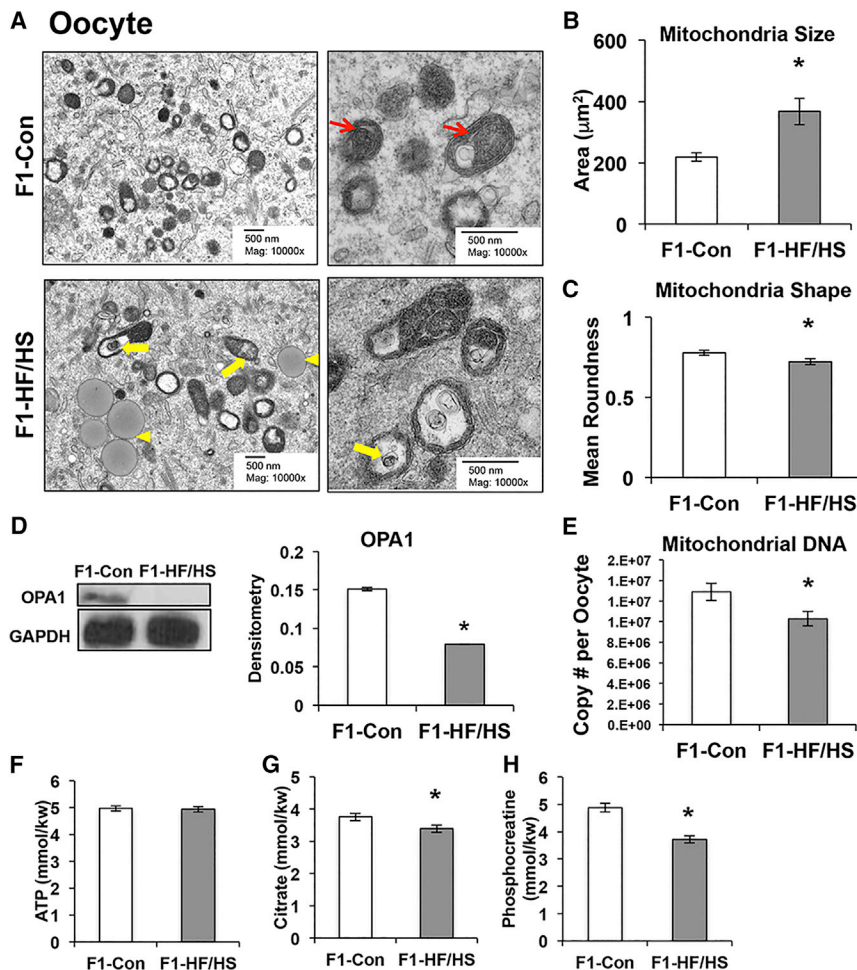 A Oocyte
F1-Con
500 nm
Mag: 10000x
500 nm
Mag: 10000x
F1-HF/HS
500 nm
Mag: 10000x
500 nm
Mag: 10000x
B Mitochondria Size
Area (μm²)
600
400
200
0
*
F1-Con F1-HF/HS
C Mitochondria Shape
Mean Roundness
1
0.5
0
*
F1-Con F1-HF/HS
D
F1-Con F1-HF/HS
OPA1
GAPDH
OPA1
Densitometry
0.2
0.15
0.1
0.05
0
*
F1-Con F1-HF/HS
E Mitochondrial DNA
Copy # per Oocyte
2.E+07
1.E+07
1.E+07
1.E+07
8.E+06
6.E+06
4.E+06
2.E+06
0.E+00
*
F1-Con F1-HF/HS
F
ATP (mmol/kw)
6
5
4
3
2
1
0
F1-Con F1-HF/HS
G
Citrate (mmol/kw)
5
4
3
2
1
0
*
F1-Con F1-HF/HS
H
Phosphocreatine
(mmol/kw)
6
5
4
3
2
1
0
*
F1-Con F1-HF/HS